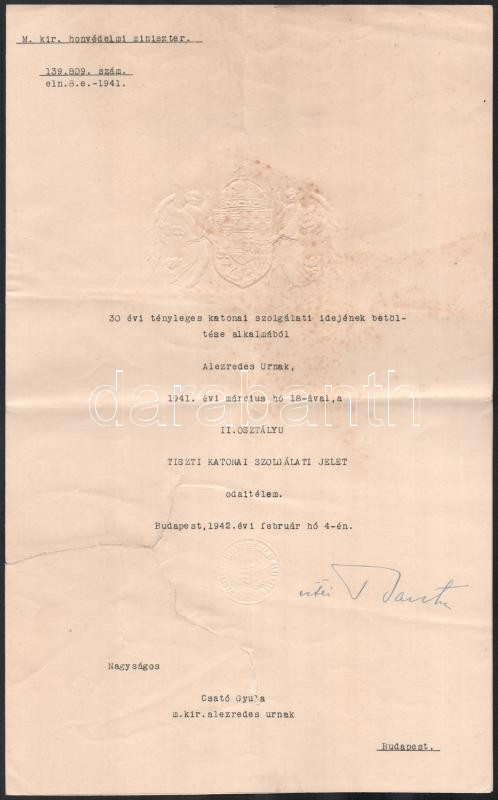 M. kir. honvédelmi miniszter.
139.809. szám.
eln.8.e.-1941.
30 évi tényleges katonai szolgálati idejének betöl-
tése alkalmából
Alezredes Urnak,
1941. évi március hó 18-ával,a
II.OSZTÁLYU
TISZTI KATONAI SZOLGÁLATI JELET
odaitélem.
Budapest,1942.évi február hó 4-én.
vitéz Bartha
Nagyságos
Csató Gyula
m.kir.alezredes urnak
Budapest.
darabanth